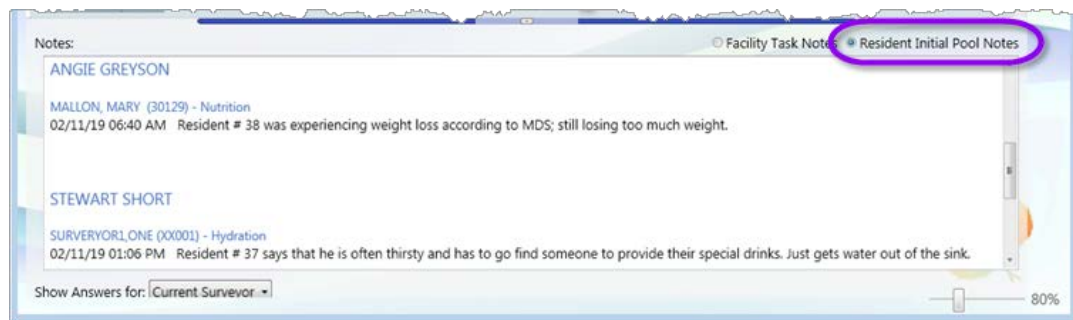 Notes: Facility Task Notes Resident Initial Pool Notes
ANGIE GREYSON
MALLON, MARY (30129) - Nutrition
02/11/19 06:40 AM Resident # 38 was experiencing weight loss according to MDS; still losing too much weight.
STEWART SHORT
SURVERYOR1,ONE (XX001) - Hydration
02/11/19 01:06 PM Resident # 37 says that he is often thirsty and has to go find someone to provide their special drinks. Just gets water out of the sink.
Show Answers for: Current Surveyor 80%